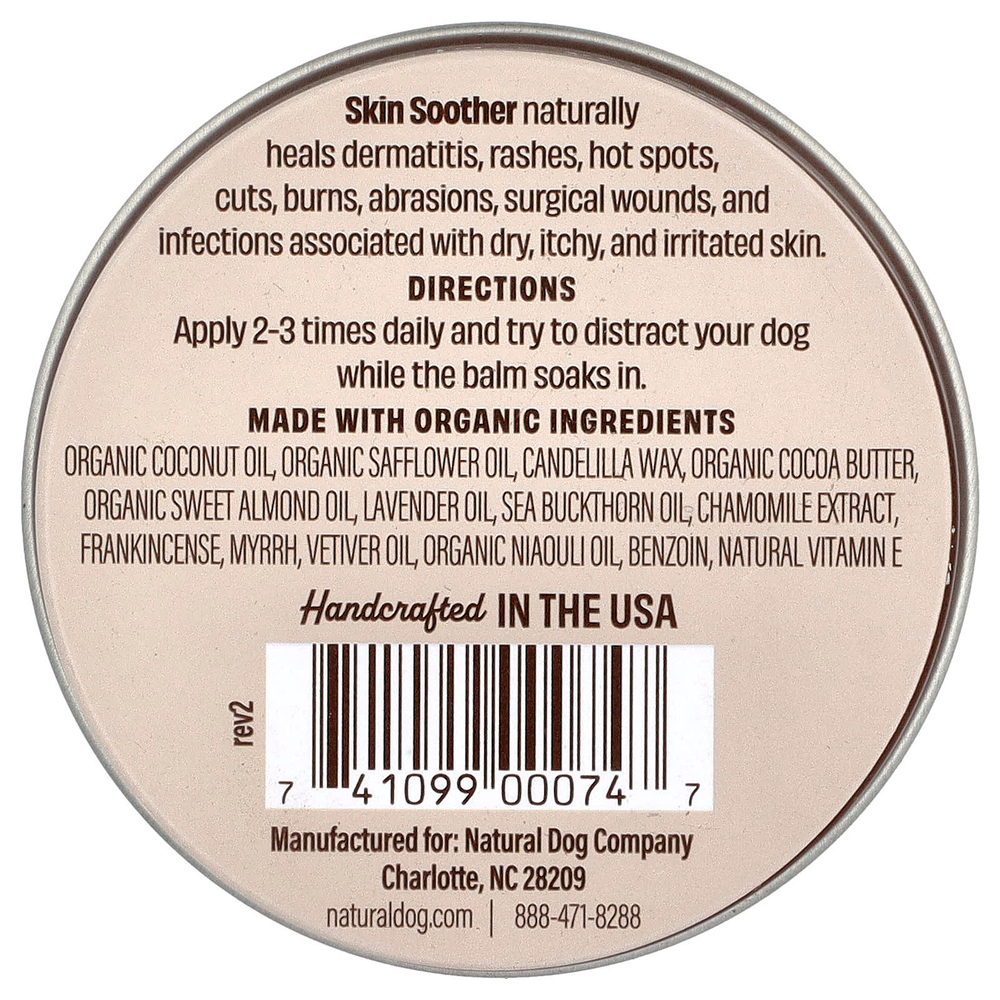 Skin Soother naturally
heals dermatitis, rashes, hot spots,
cuts, burns, abrasions, surgical wounds, and
infections associated with dry, itchy, and irritated skin.
DIRECTIONS
Apply 2-3 times daily and try to distract your dog
while the balm soaks in.
MADE WITH ORGANIC INGREDIENTS
ORGANIC COCONUT OIL, ORGANIC SAFFLOWER OIL, CANDELILLA WAX, ORGANIC COCOA BUTTER,
ORGANIC SWEET ALMOND OIL, LAVENDER OIL, SEA BUCKTHORN OIL, CHAMOMILE EXTRACT,
FRANKINCENSE, MYRRH, VETIVER OIL, ORGANIC NIAOULI OIL, BENZOIN, NATURAL VITAMIN E
Handcrafted IN THE USA
rev2
7 41099 00074 7
Manufactured for: Natural Dog Company
Charlotte, NC 28209
naturaldog.com | 888-471-8288